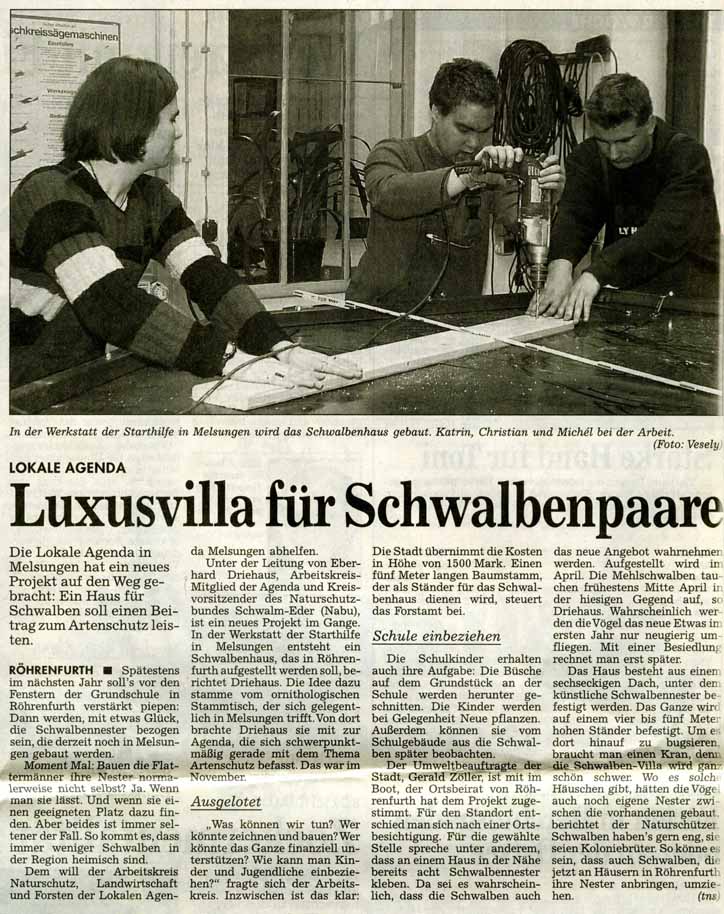 chkreissägemaschinen
In der Werkstatt der Starthilfe in Melsungen wird das Schwalbenhaus gebaut. Katrin, Christian und Michél bei der Arbeit.
(Foto: Vesely)
LOKALE AGENDA
Luxusvilla für Schwalbenpaare
Die Lokale Agenda in
Melsungen hat ein neues
Projekt auf den Weg ge-
bracht: Ein Haus für
Schwalben soll einen Bei-
trag zum Artenschutz leis-
ten.
RÖHRENFURTH ■ Spätestens
im nächsten Jahr soll's vor den
Fenstern der Grundschule in
Röhrenfurth verstärkt piepen:
Dann werden, mit etwas Glück,
die Schwalbennester bezogen
sein, die derzeit noch in Melsun-
gen gebaut werden.
Moment Mal: Bauen die Flat-
termänner ihre Nester norma-
lerweise nicht selbst? Ja. Wenn
man sie lässt. Und wenn sie ei-
nen geeigneten Platz dazu fin-
den. Aber beides ist immer sel-
tener der Fall. So kommt es, dass
immer weniger Schwalben in
der Region heimisch sind.
Dem will der Arbeitskreis
Naturschutz, Landwirtschaft
und Forsten der Lokalen Agen-
da Melsungen abhelfen.
Unter der Leitung von Eber-
hard Driehaus, Arbeitskreis-
Mitglied der Agenda und Kreis-
vorsitzender des Naturschutz-
bundes Schwalm-Eder (Nabu),
ist ein neues Projekt im Gange.
In der Werkstatt der Starthilfe
in Melsungen entsteht ein
Schwalbenhaus, das in Röhren-
furth aufgestellt werden soll, be-
richtet Driehaus. Die Idee dazu
stamme vom ornithologischen
Stammtisch, der sich gelegent-
lich in Melsungen trifft. Von dort
brachte Driehaus sie mit zur
Agenda, die sich schwerpunkt-
mäßig gerade mit dem Thema
Artenschutz befasst. Das war im
November.
Ausgelotet
„Was können wir tun? Wer
könnte zeichnen und bauen? Wer
könnte das Ganze finanziell un-
terstützen? Wie kann man Kin-
der und Jugendliche einbezie-
hen?“ fragte sich der Arbeits-
kreis. Inzwischen ist das klar:
Die Stadt übernimmt die Kosten
in Höhe von 1500 Mark. Einen
fünf Meter langen Baumstamm,
der als Ständer für das Schwal-
benhaus dienen wird, steuert
das Forstamt bei.
Schule einbeziehen
Die Schulkinder erhalten
auch ihre Aufgabe: Die Büsche
auf dem Grundstück an der
Schule werden herunter ge-
schnitten. Die Kinder werden
bei Gelegenheit Neue pflanzen.
Außerdem können sie vom
Schulgebäude aus die Schwal-
ben später beobachten.
Der Umweltbeauftragte der
Stadt, Gerald Zöller, ist mit im
Boot, der Ortsbeirat von Röh-
renfurth hat dem Projekt zuge-
stimmt. Für den Standort ent-
schied man sich nach einer Orts-
besichtigung. Für die gewählte
Stelle spreche unter anderem,
dass an einem Haus in der Nähe
bereits acht Schwalbennester
kleben. Da sei es wahrschein-
lich, dass die Schwalben auch
das neue Angebot wahrnehmen
werden. Aufgestellt wird im
April. Die Mehlschwalben tau-
chen frühestens Mitte April in
der hiesigen Gegend auf, so
Driehaus. Wahrscheinlich wer-
den die Vögel das neue Etwas im
ersten Jahr nur neugierig um-
fliegen. Mit einer Besiedlung
rechnet man erst später.
Das Haus besteht aus einem
sechseckigen Dach, unter dem
künstliche Schwalbennester be-
festigt werden. Das Ganze wird
auf einem vier bis fünf Meter
hohen Ständer befestigt. Um es
dort hinauf zu bugsieren,
braucht man einen Kran, denn
die Schwalben-Villa wird ganz
schön schwer. Wo es solche
Häuschen gibt, hätten die Vögel
auch noch eigene Nester zwi-
schen die vorhandenen gebaut,
berichtet der Naturschützer.
Schwalben haben's gern eng, sie
seien Koloniebrüter. So könne es
sein, dass auch Schwalben, die
jetzt an Häusern in Röhrenfurth
ihre Nester anbringen, umzie-
hen.
(tns)